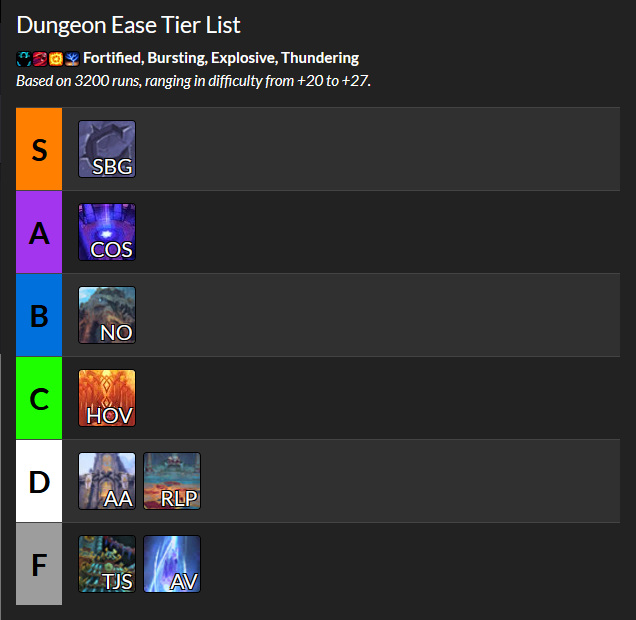 Dungeon Ease Tier List
Fortified, Bursting, Explosive, Thundering
Based on 3200 runs, ranging in difficulty from +20 to +27.
S
SBG
A
COS
B
NO
C
HOV
D
AA RLP
F
TJS AV